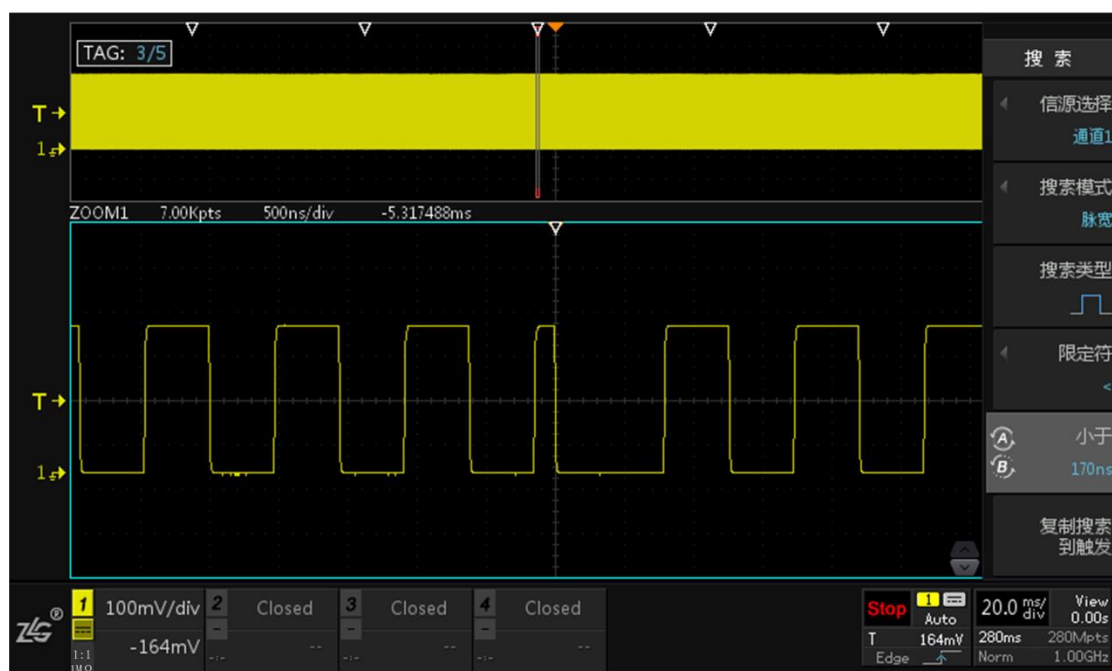 TAG: 3/5
T
1
ZOOM1 7.00Kpts 500ns/div -5.317488ms
T
1
搜 索
信源选择
通道1
搜索模式
脉宽
搜索类型
限定符
<
A
B
小于
170ns
复制搜索
到触发
ZLG®
1
100mV/div
-164mV
1:1
1MΩ
2
Closed
--
3
Closed
--
4
Closed
--
Stop
1
Auto
T 164mV
Edge
20.0 ms/div
View
0.00s
280ms 280Mpts
Norm 1.00GHz